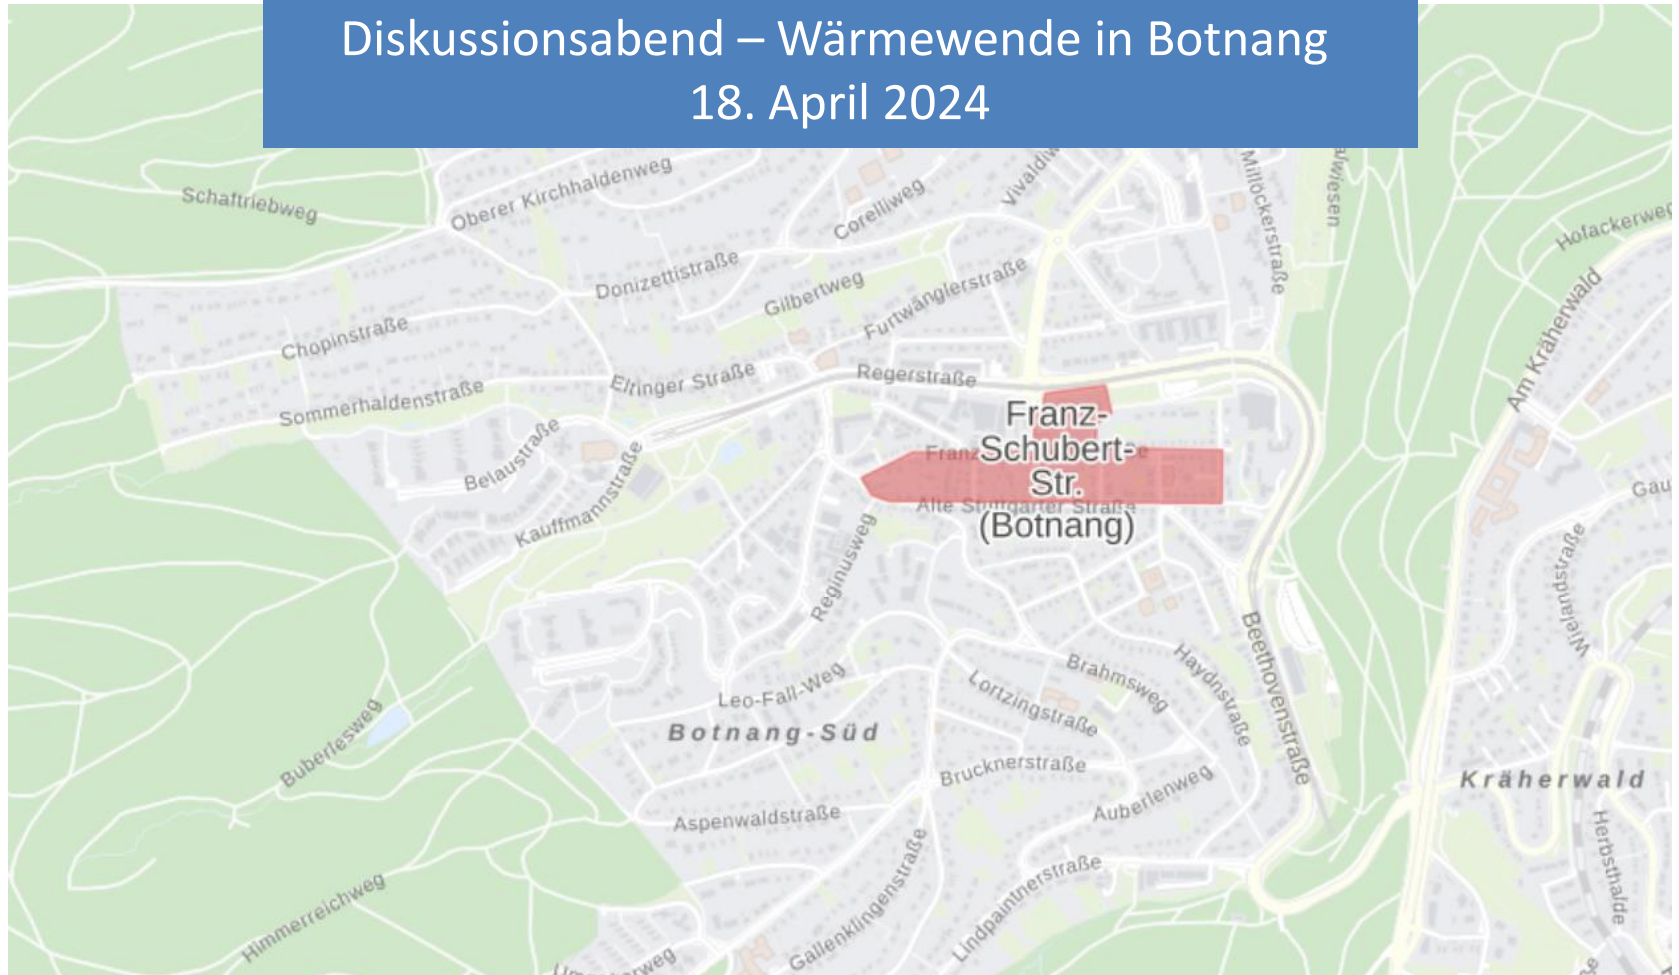 Diskussionsabend – Wärmewende in Botnang
18. April 2024
Schaftriebweg
Oberer Kirchhaldenweg
Corelliweg
Millöckerstraße
Hofackerweg
Donizettistraße
Gilbertweg
Furtwänglerstraße
Am Kräherwald
Chopinstraße
Eltinger Straße
Regerstraße
Sommerhaldenstraße
Franz-
Schubert-
Str.
(Botnang)
Franz
Alte Stuttgarter Straße
Belaustraße
Kauffmannstraße
Reginusweg
Wielandstraße
Beethovenstraße
Brahmsweg
Haydnstraße
Leo-Fall-Weg
Lortzingstraße
Botnang-Süd
Buberlesweg
Brucknerstraße
Kräherwald
Auberlenweg
Aspenwaldstraße
Herbsthalde
Gallenklingenstraße
Lindpaintnerstraße
Himmerreichweg